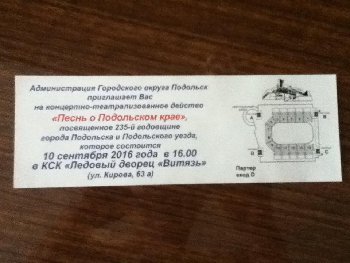 Администрация Городского округа Подольск
приглашает Вас
на концертно-театрализованное действо
«Песнь о Подольском крае»,
посвященное 235-й годовщине
города Подольска и Подольского уезда,
которое состоится
10 сентября 2016 года в 16.00
в КСК «Ледовый дворец «Витязь»
(ул. Кирова, 63 а)
Партер
вход D